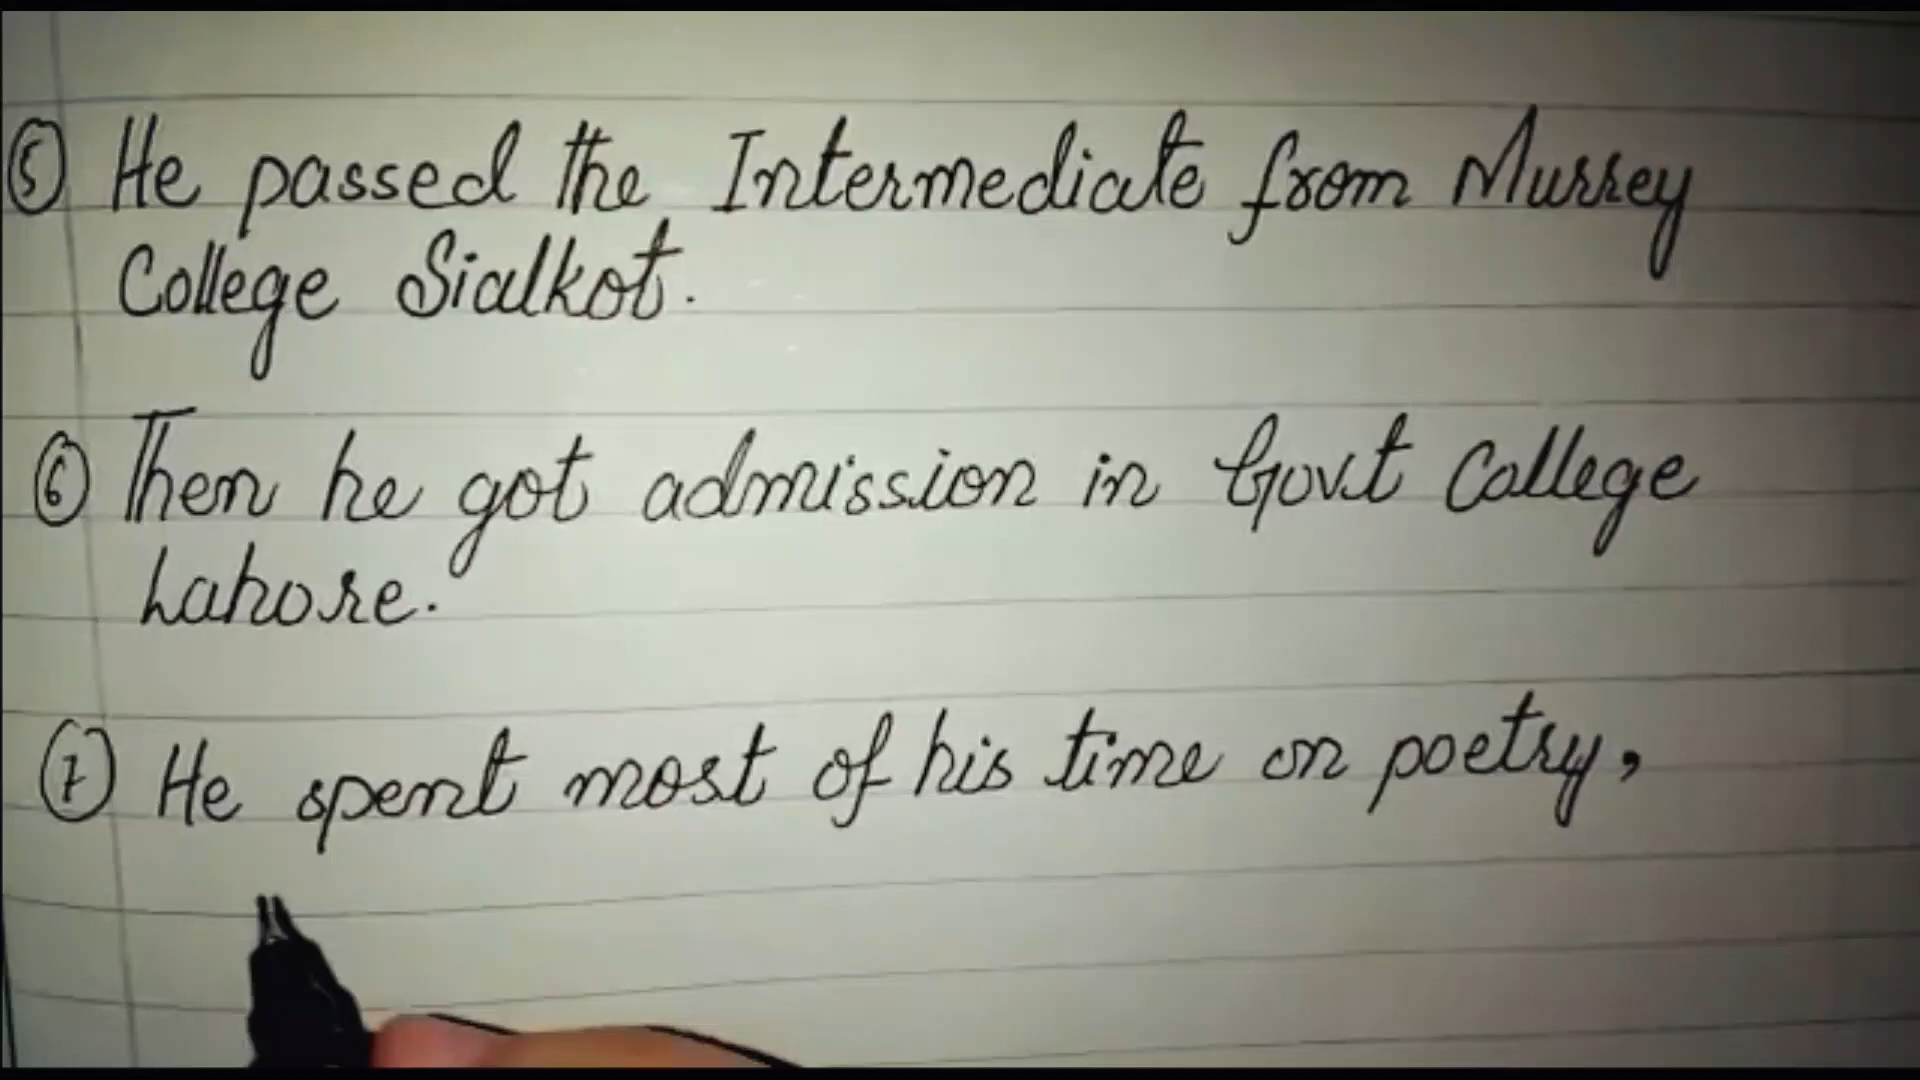 ⑤ He passed the Intermediate from Murrey
College Sialkot.
⑥ Then he got admission in Govt College
Lahore.
⑦ He spent most of his time on poetry,